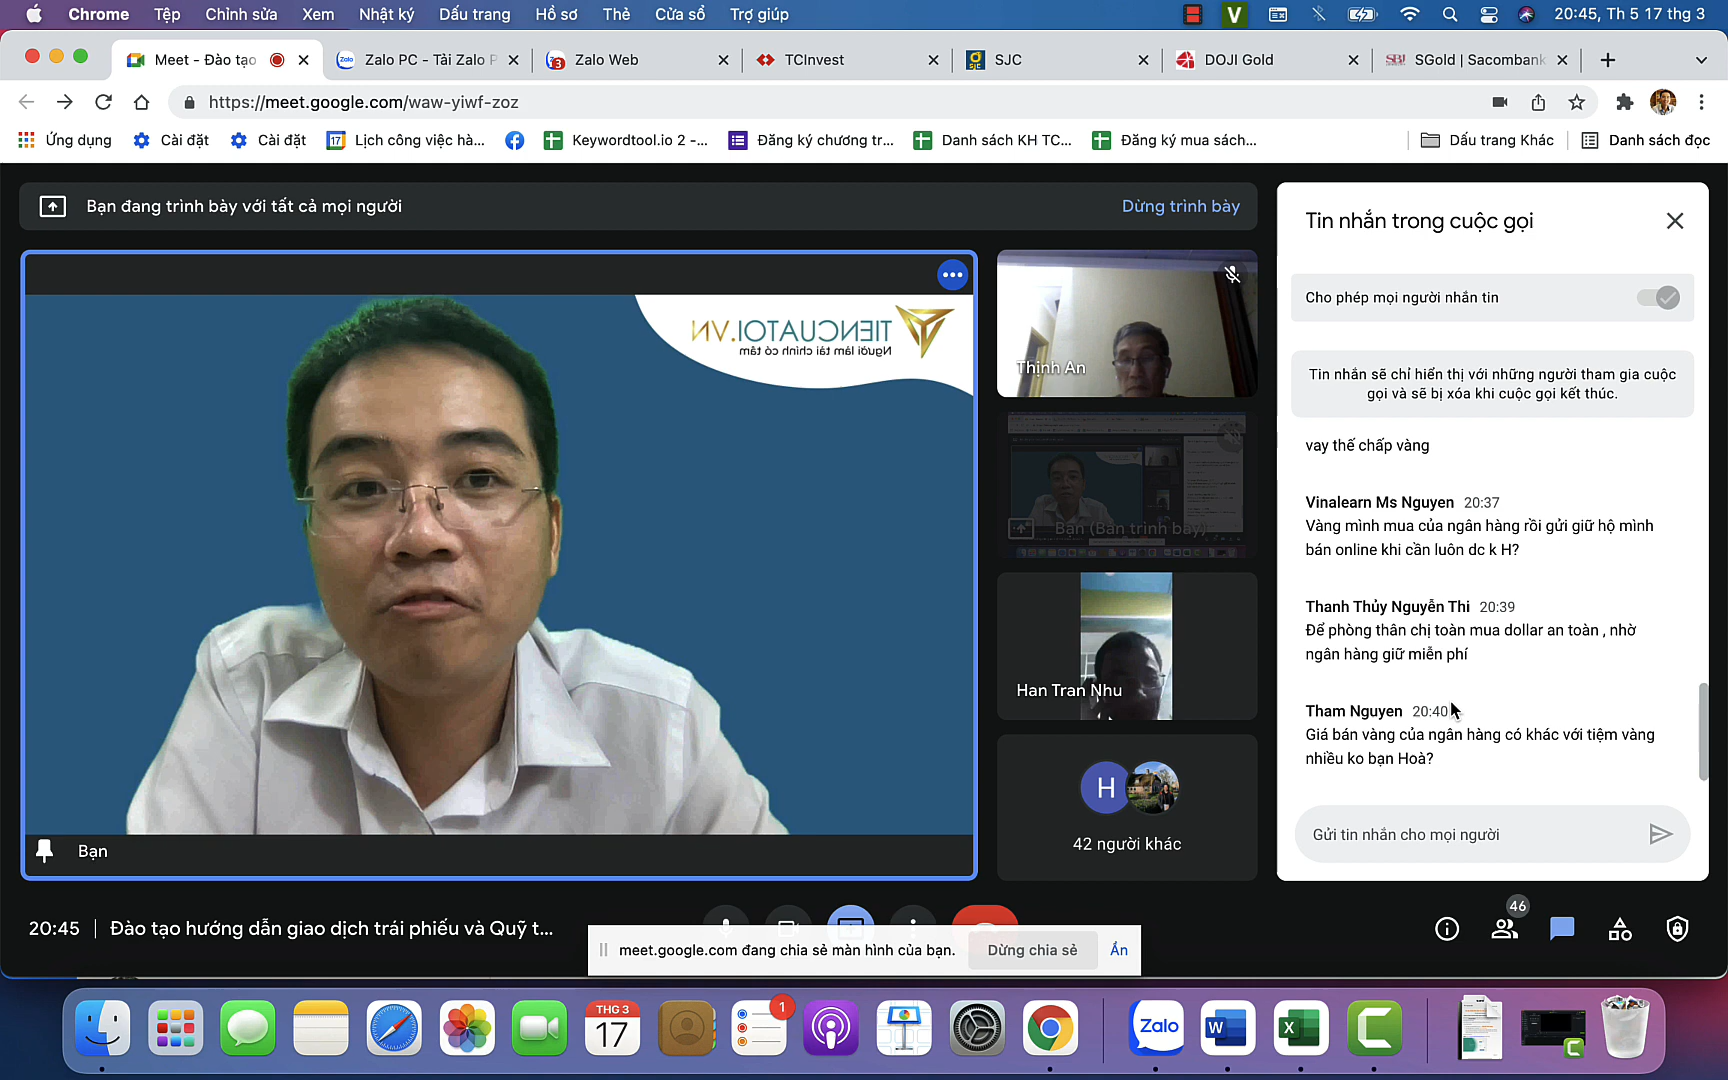 Chrome Tệp Chỉnh sửa Xem Nhật ký Dấu trang Hồ sơ Thẻ Cửa sổ Trợ giúp
V
20:45, Th 5 17 thg 3
Meet - Đào tạo
Zalo PC - Tải Zalo P
Zalo Web
TCInvest
SJC
DOJI Gold
SGold | Sacombank
https://meet.google.com/waw-yiwf-zoz
Ứng dụng
Cài đặt
Cài đặt
Lịch công việc hà...
Keywordtool.io 2 -...
Đăng ký chương tr...
Danh sách KH TC...
Đăng ký mua sách...
Dấu trang Khác
Danh sách đọc
Bạn đang trình bày với tất cả mọi người
Dừng trình bày
TIENCUATOI.VN
Người làm tài chính có tâm
Bạn
Thịnh An
Bạn (Bạn trình bày)
Han Tran Nhu
H
42 người khác
Tin nhắn trong cuộc gọi
Cho phép mọi người nhắn tin
Tin nhắn sẽ chỉ hiển thị với những người tham gia cuộc
gọi và sẽ bị xóa khi cuộc gọi kết thúc.
vay thế chấp vàng
Vinalearn Ms Nguyen 20:37
Vàng mình mua của ngân hàng rồi gửi giữ hộ mình
bán online khi cần luôn dc k H?
Thanh Thủy Nguyễn Thi 20:39
Để phòng thân chị toàn mua dollar an toàn , nhờ
ngân hàng giữ miễn phí
Tham Nguyen 20:40
Giá bán vàng của ngân hàng có khác với tiệm vàng
nhiều ko bạn Hoà?
Gửi tin nhắn cho mọi người
20:45 | Đào tạo hướng dẫn giao dịch trái phiếu và Quỹ t...
46
meet.google.com đang chia sẻ màn hình của bạn.
Dừng chia sẻ
Ẩn
THG 3
17
1
Zalo
W
X